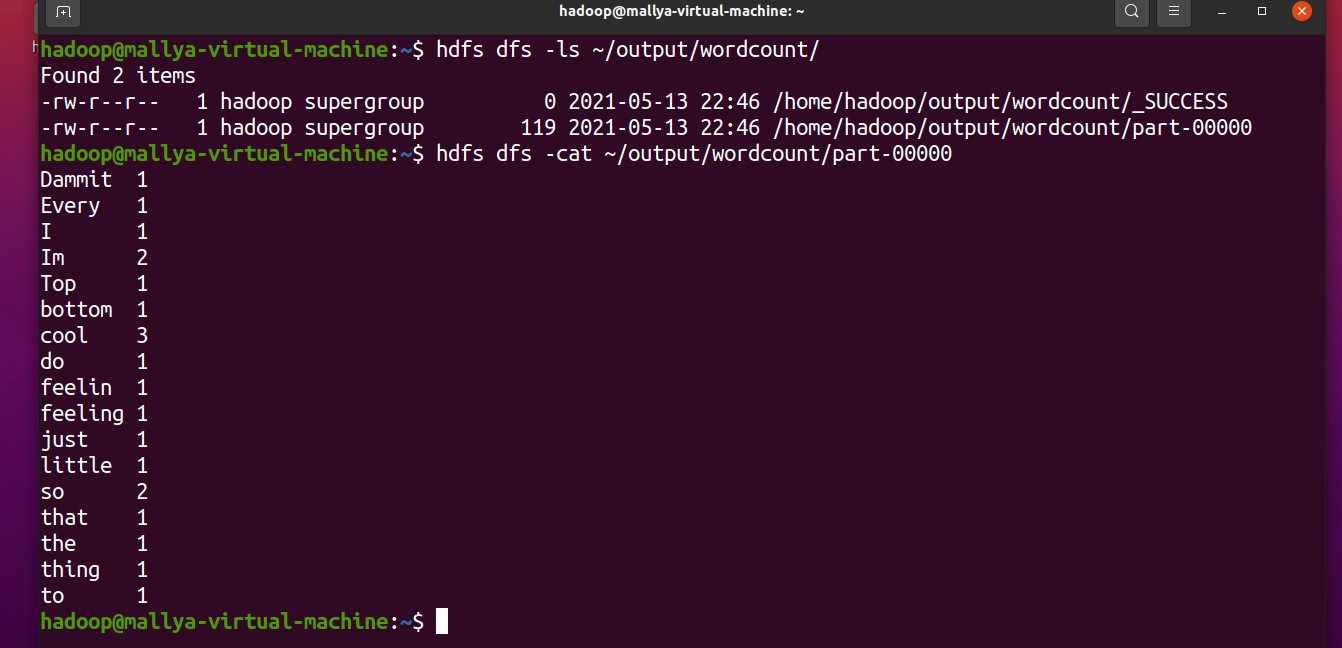 hadoop@mallya-virtual-machine: ~
hadoop@mallya-virtual-machine:~$ hdfs dfs -ls ~/output/wordcount/
Found 2 items
-rw-r--r--   1 hadoop supergroup          0 2021-05-13 22:46 /home/hadoop/output/wordcount/_SUCCESS
-rw-r--r--   1 hadoop supergroup        119 2021-05-13 22:46 /home/hadoop/output/wordcount/part-00000
hadoop@mallya-virtual-machine:~$ hdfs dfs -cat ~/output/wordcount/part-00000
Dammit  1
Every   1
I       1
Im      2
Top     1
bottom  1
cool    3
do      1
feelin  1
feeling 1
just    1
little  1
so      2
that    1
the     1
thing   1
to      1
hadoop@mallya-virtual-machine:~$